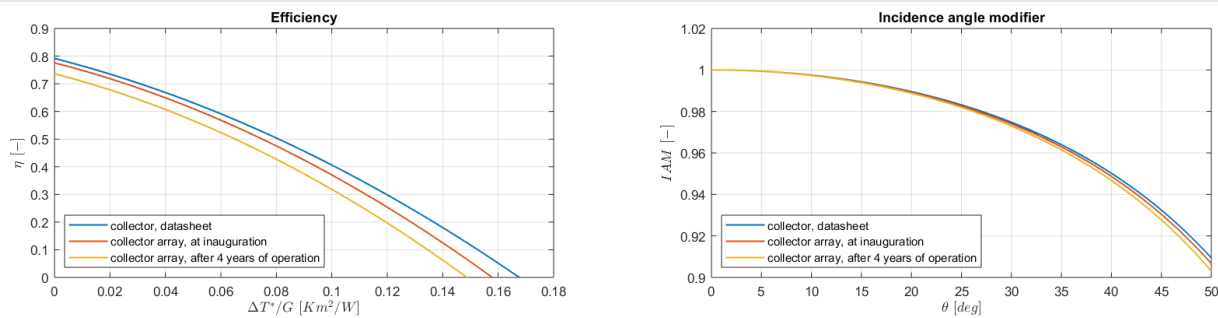 Efficiency
0.9
0.8
0.7
0.6
0.5
0.4
0.3
0.2
0.1
0
η [−]
collector, datasheet
collector array, at inauguration
collector array, after 4 years of operation
0 0.02 0.04 0.06 0.08 0.1 0.12 0.14 0.16 0.18
ΔT*/G [Km²/W]
Incidence angle modifier
1.02
1
0.98
0.96
0.94
0.92
0.9
IAM [−]
collector, datasheet
collector array, at inauguration
collector array, after 4 years of operation
0 5 10 15 20 25 30 35 40 45 50
θ [deg]